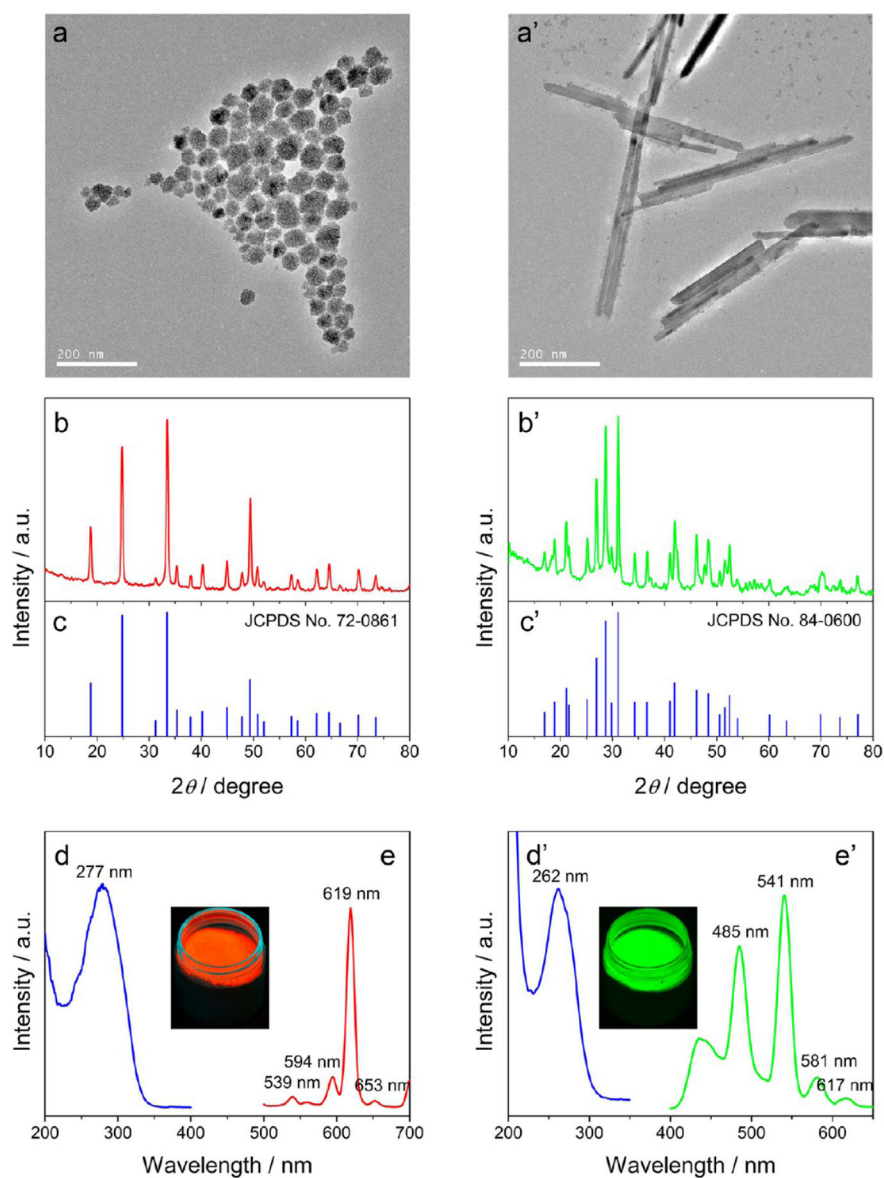 a
200 nm
a'
200 nm
b
c
JCPDS No. 72-0861
Intensity / a.u.
10 20 30 40 50 60 70 80
2θ / degree
b'
c'
JCPDS No. 84-0600
Intensity / a.u.
10 20 30 40 50 60 70 80
2θ / degree
d
e
277 nm
619 nm
594 nm
539 nm
653 nm
Intensity / a.u.
200 300 400 500 600 700
Wavelength / nm
d'
e'
262 nm
541 nm
485 nm
581 nm
617 nm
Intensity / a.u.
200 300 400 500 600
Wavelength / nm